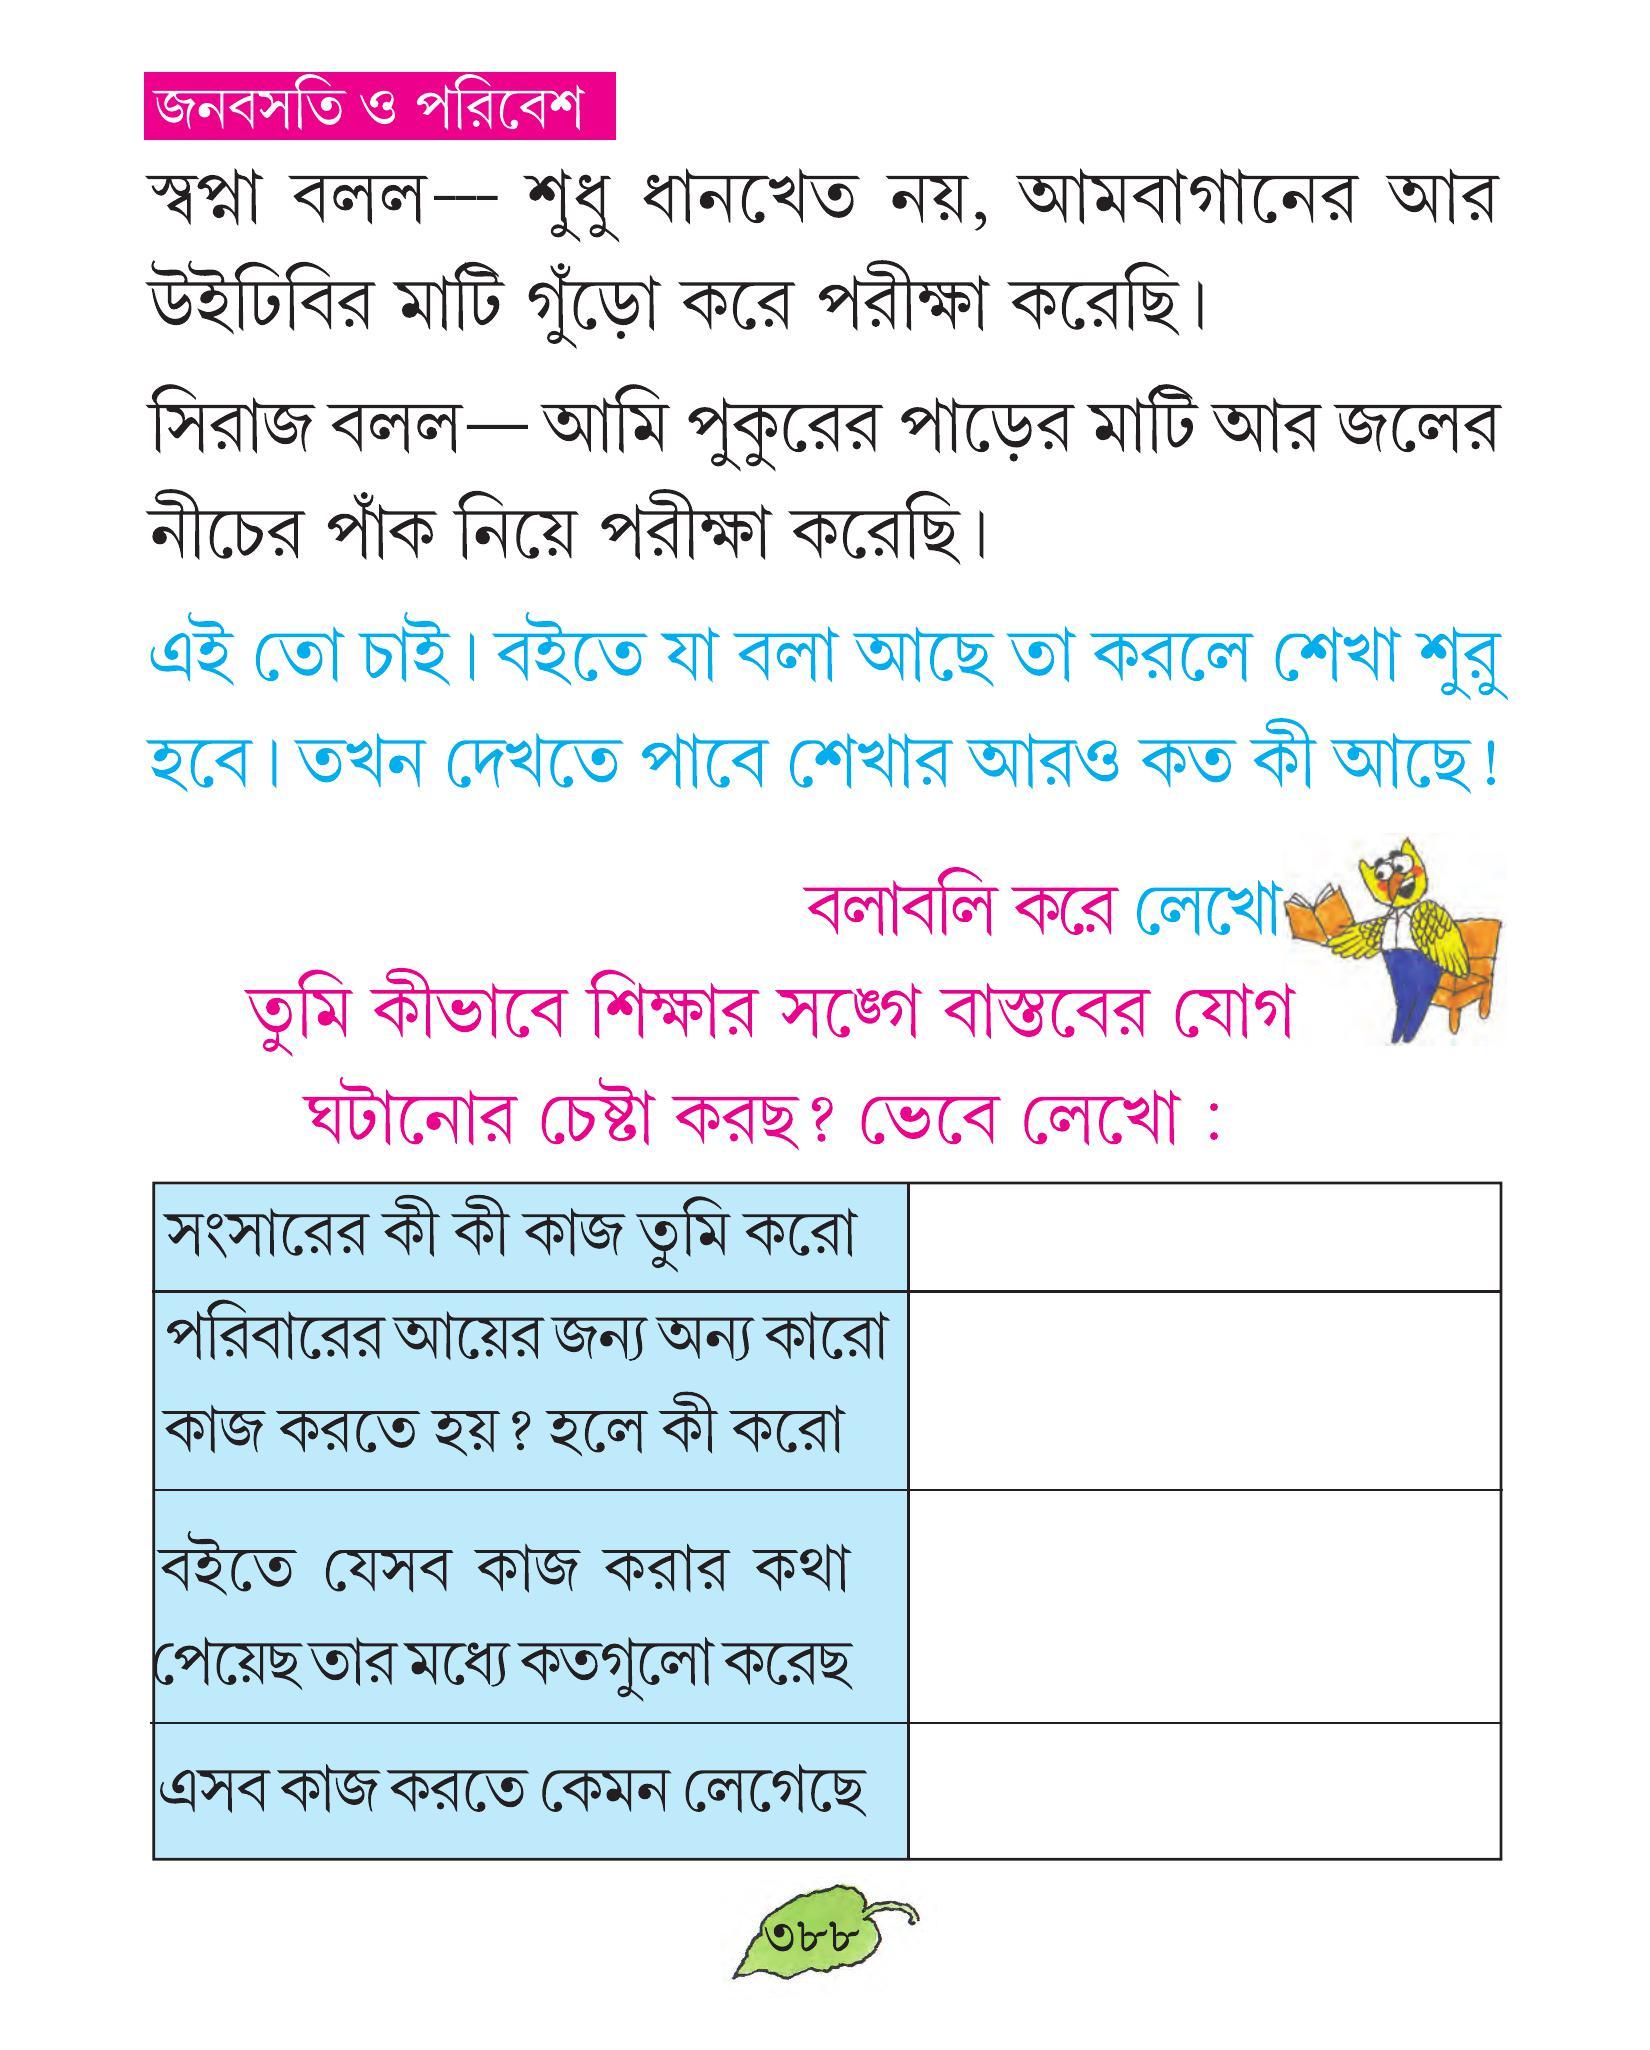 জনবসতি ও পরিবেশ
স্বপ্না বলল--- শুধু ধানখেত নয়, আমবাগানের আর
উইঢিবির মাটি গুঁড়ো করে পরীক্ষা করেছি।
সিরাজ বলল— আমি পুকুরের পাড়ের মাটি আর জলের
নীচের পাঁক নিয়ে পরীক্ষা করেছি।
এই তো চাই। বইতে যা বলা আছে তা করলে শেখা শুরু
হবে। তখন দেখতে পাবে শেখার আরও কত কী আছে!
বলাবলি করে লেখো
তুমি কীভাবে শিক্ষার সঙ্গে বাস্তবের যোগ
ঘটানোর চেষ্টা করছ? ভেবে লেখো :
সংসারের কী কী কাজ তুমি করো
পরিবারের আয়ের জন্য অন্য কারো
কাজ করতে হয়? হলে কী করো
বইতে যেসব কাজ করার কথা
পেয়েছ তার মধ্যে কতগুলো করেছ
এসব কাজ করতে কেমন লেগেছে
৩৮৮